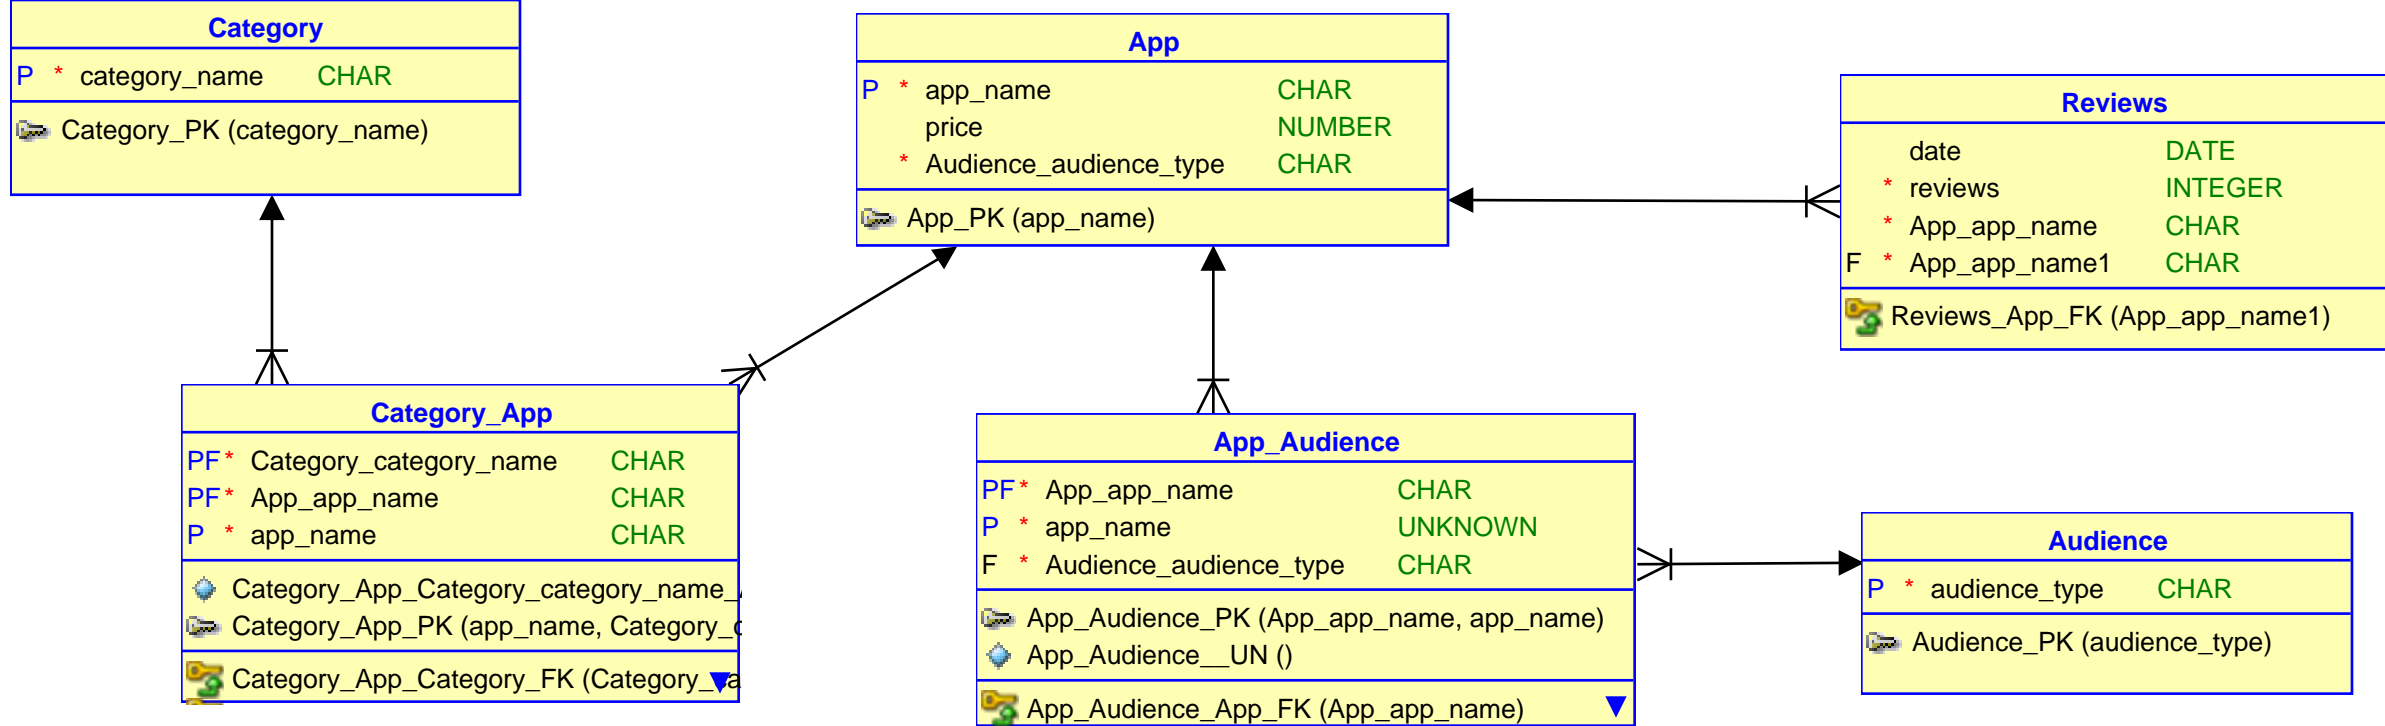 Category
P * category_name CHAR
Category_PK (category_name)
App
P * app_name CHAR
price NUMBER
* Audience_audience_type CHAR
App_PK (app_name)
Reviews
date DATE
* reviews INTEGER
* App_app_name CHAR
F * App_app_name1 CHAR
Reviews_App_FK (App_app_name1)
Category_App
PF * Category_category_name CHAR
PF * App_app_name CHAR
P * app_name CHAR
Category_App_Category_category_name_
Category_App_PK (app_name, Category_
Category_App_Category_FK (Category_
App_Audience
PF * App_app_name CHAR
P * app_name UNKNOWN
F * Audience_audience_type CHAR
App_Audience_PK (App_app_name, app_name)
App_Audience__UN ()
App_Audience_App_FK (App_app_name)
Audience
P * audience_type CHAR
Audience_PK (audience_type)